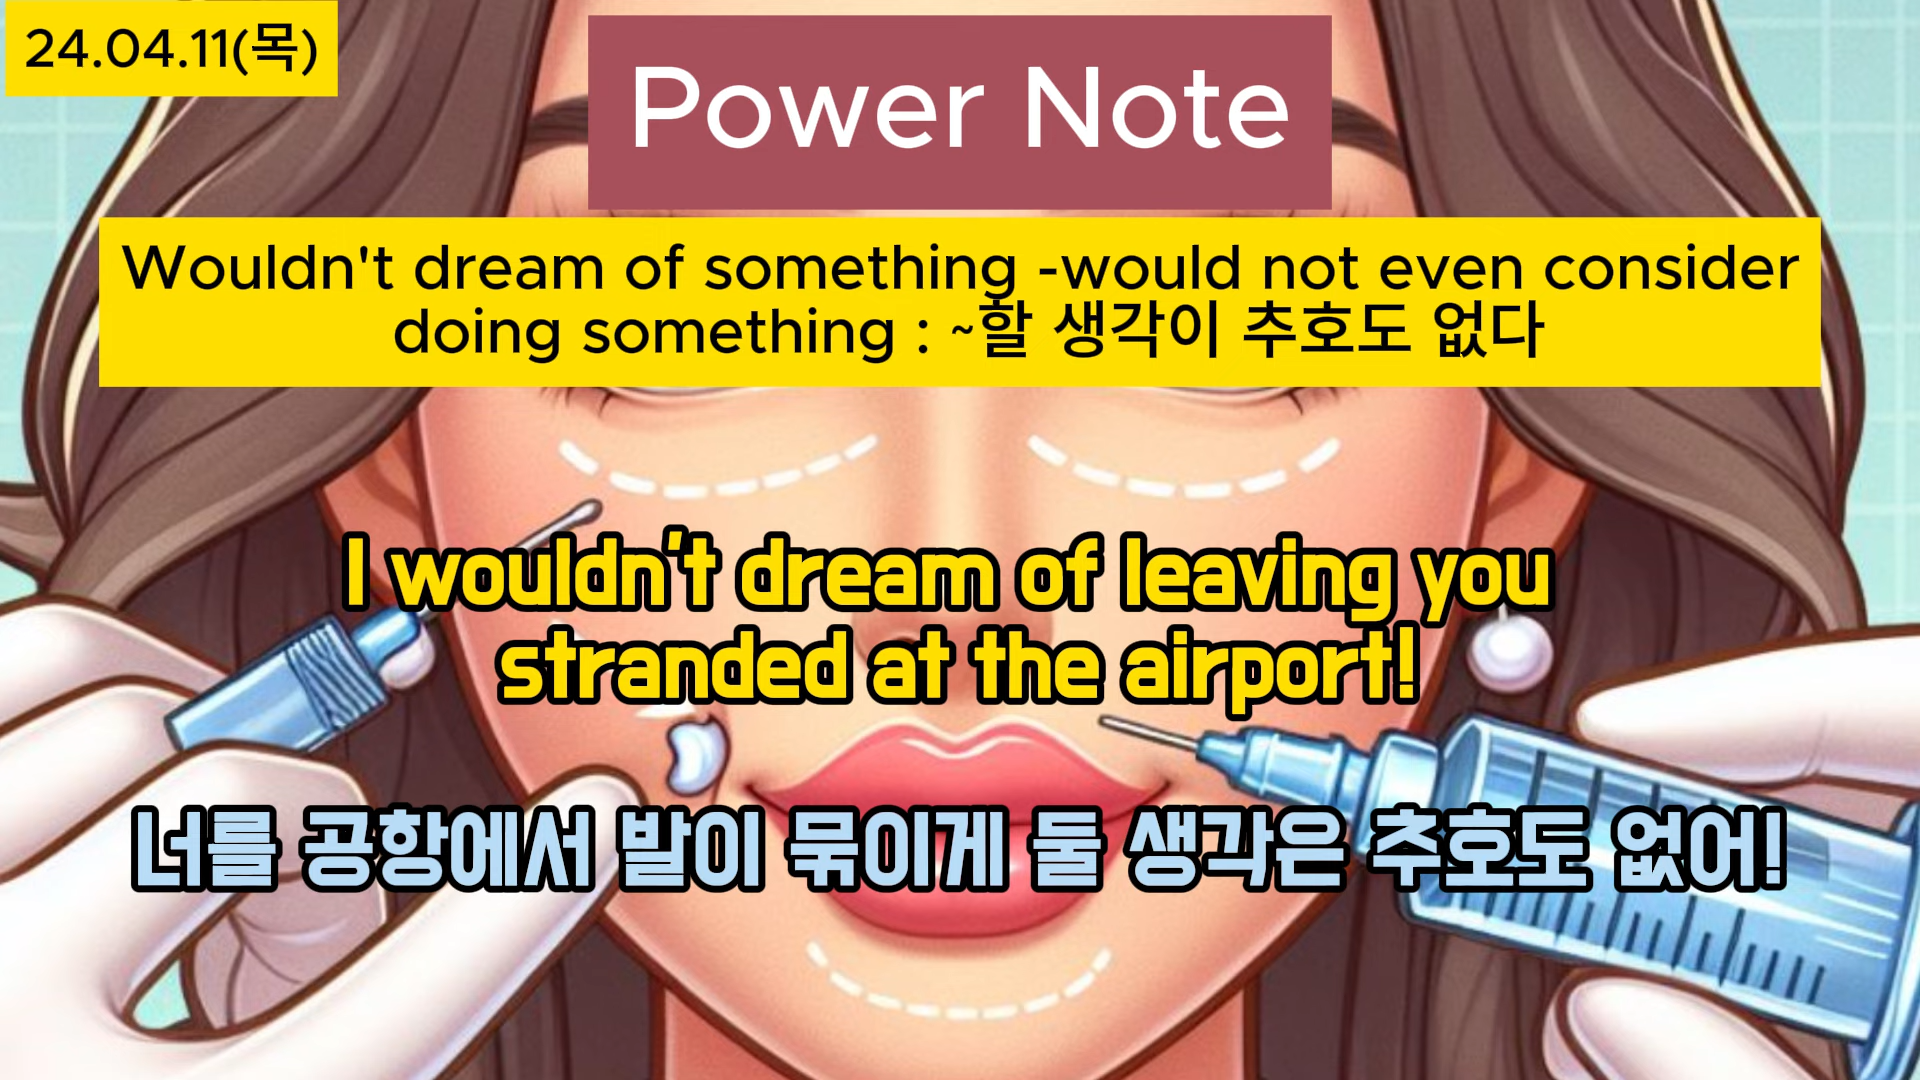 24.04.11(목)
Power Note
Wouldn't dream of something -would not even consider
doing something : ~할 생각이 추호도 없다
I wouldn't dream of leaving you
stranded at the airport!
너를 공항에서 발이 묶이게 둘 생각은 추호도 없어!